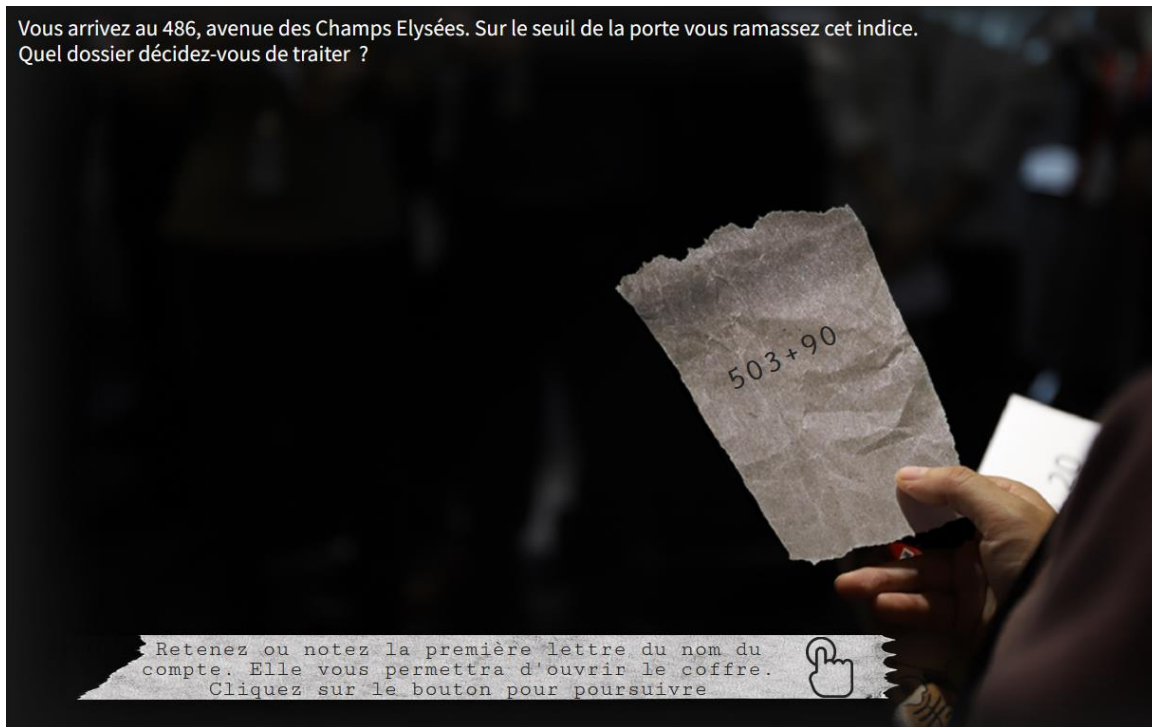 Vous arrivez au 486, avenue des Champs Elysées. Sur le seuil de la porte vous ramassez cet indice.
Quel dossier décidez-vous de traiter ?
503+90
20
Retenez ou notez la première lettre du nom du
compte. Elle vous permettra d'ouvrir le coffre.
Cliquez sur le bouton pour poursuivre